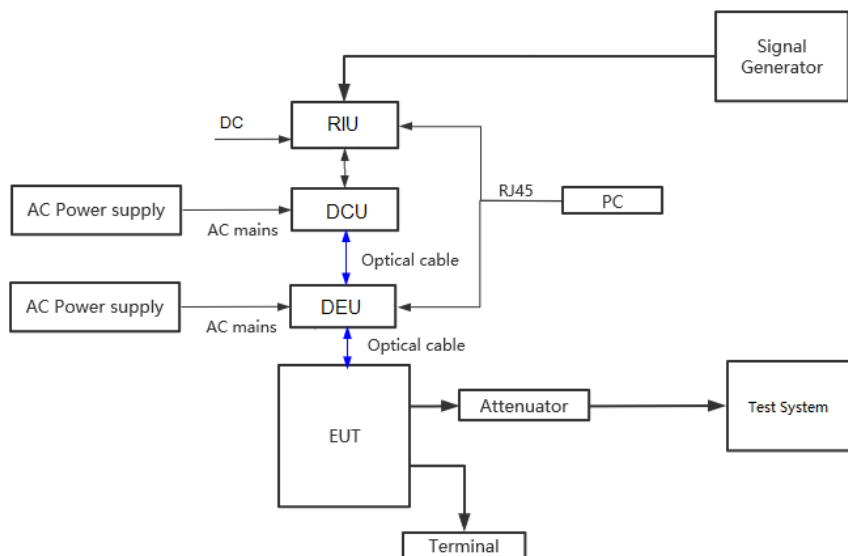 Signal
Generator
DC
RIU
RJ45
PC
AC Power supply
AC mains
DCU
Optical cable
AC Power supply
AC mains
DEU
Optical cable
EUT
Attenuator
Test System
Terminal